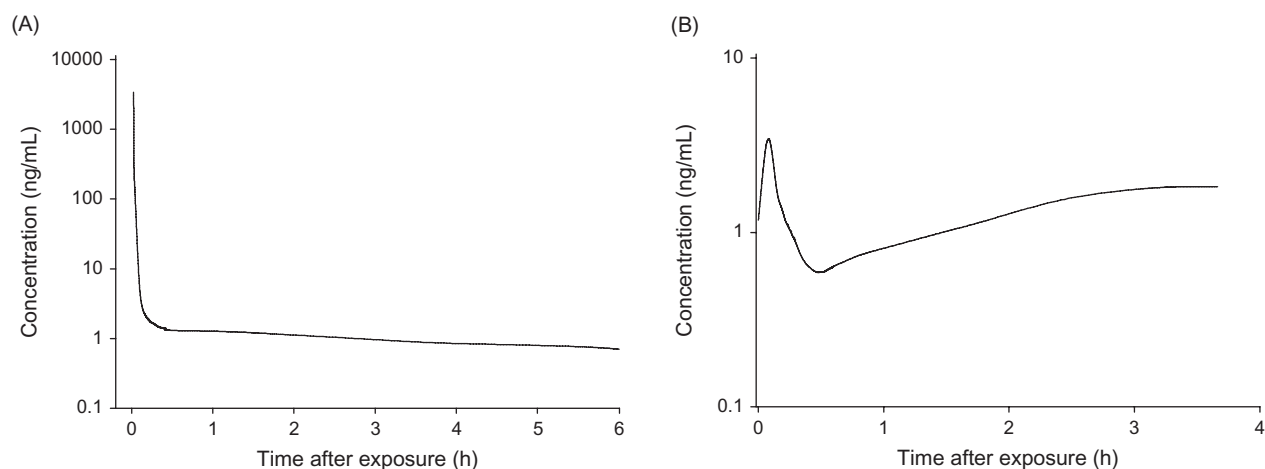 (A)
Concentration (ng/mL)
10000
1000
100
10
1
0.1
0 1 2 3 4 5 6
Time after exposure (h)
(B)
Concentration (ng/mL)
10
1
0.1
0 1 2 3 4
Time after exposure (h)